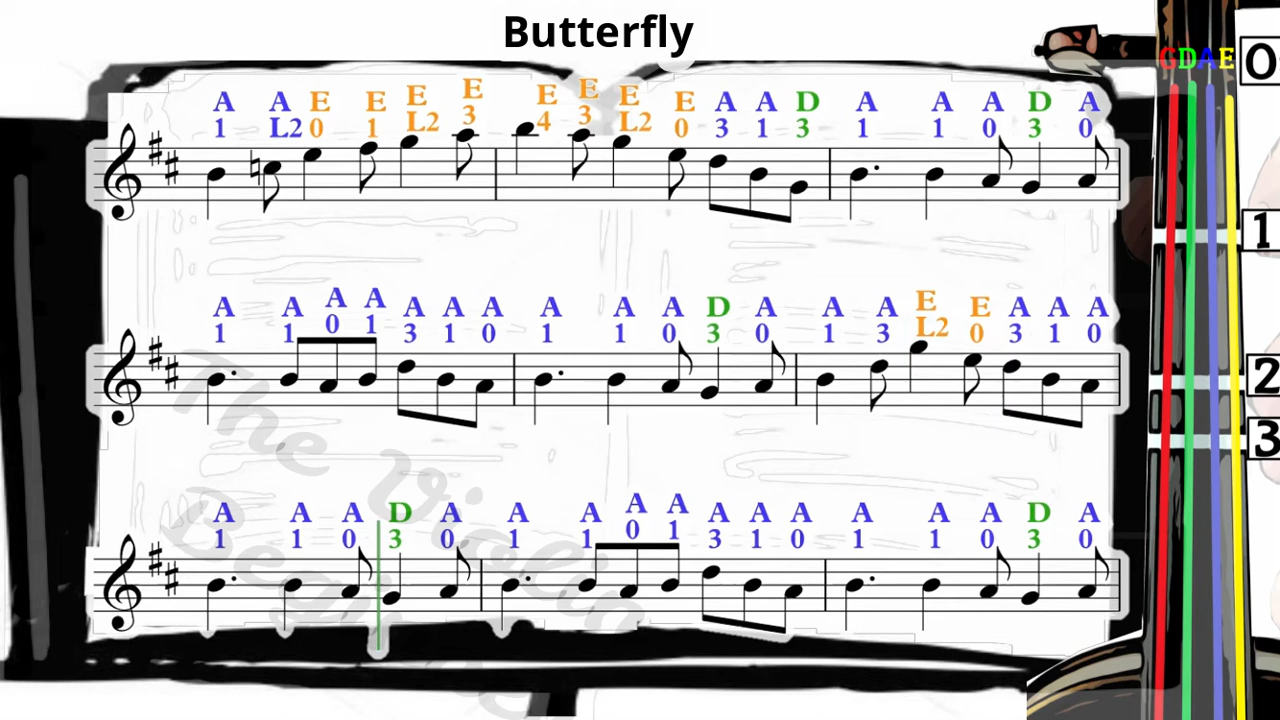 Butterfly
G D A E
O
A A E E E E E E E E A A D A A A D A
1 L2 0 1 L2 3 4 3 L2 0 3 1 3 1 1 0 3 0
1
A A A A A A A A A A D A A A E E A A A
1 1 0 1 3 1 0 1 1 0 3 0 1 3 L2 0 3 1 0
2
3
The Violin
A A A D A A A A A A A A A A A D A
1 1 0 3 0 1 1 0 1 3 1 0 1 1 0 3 0